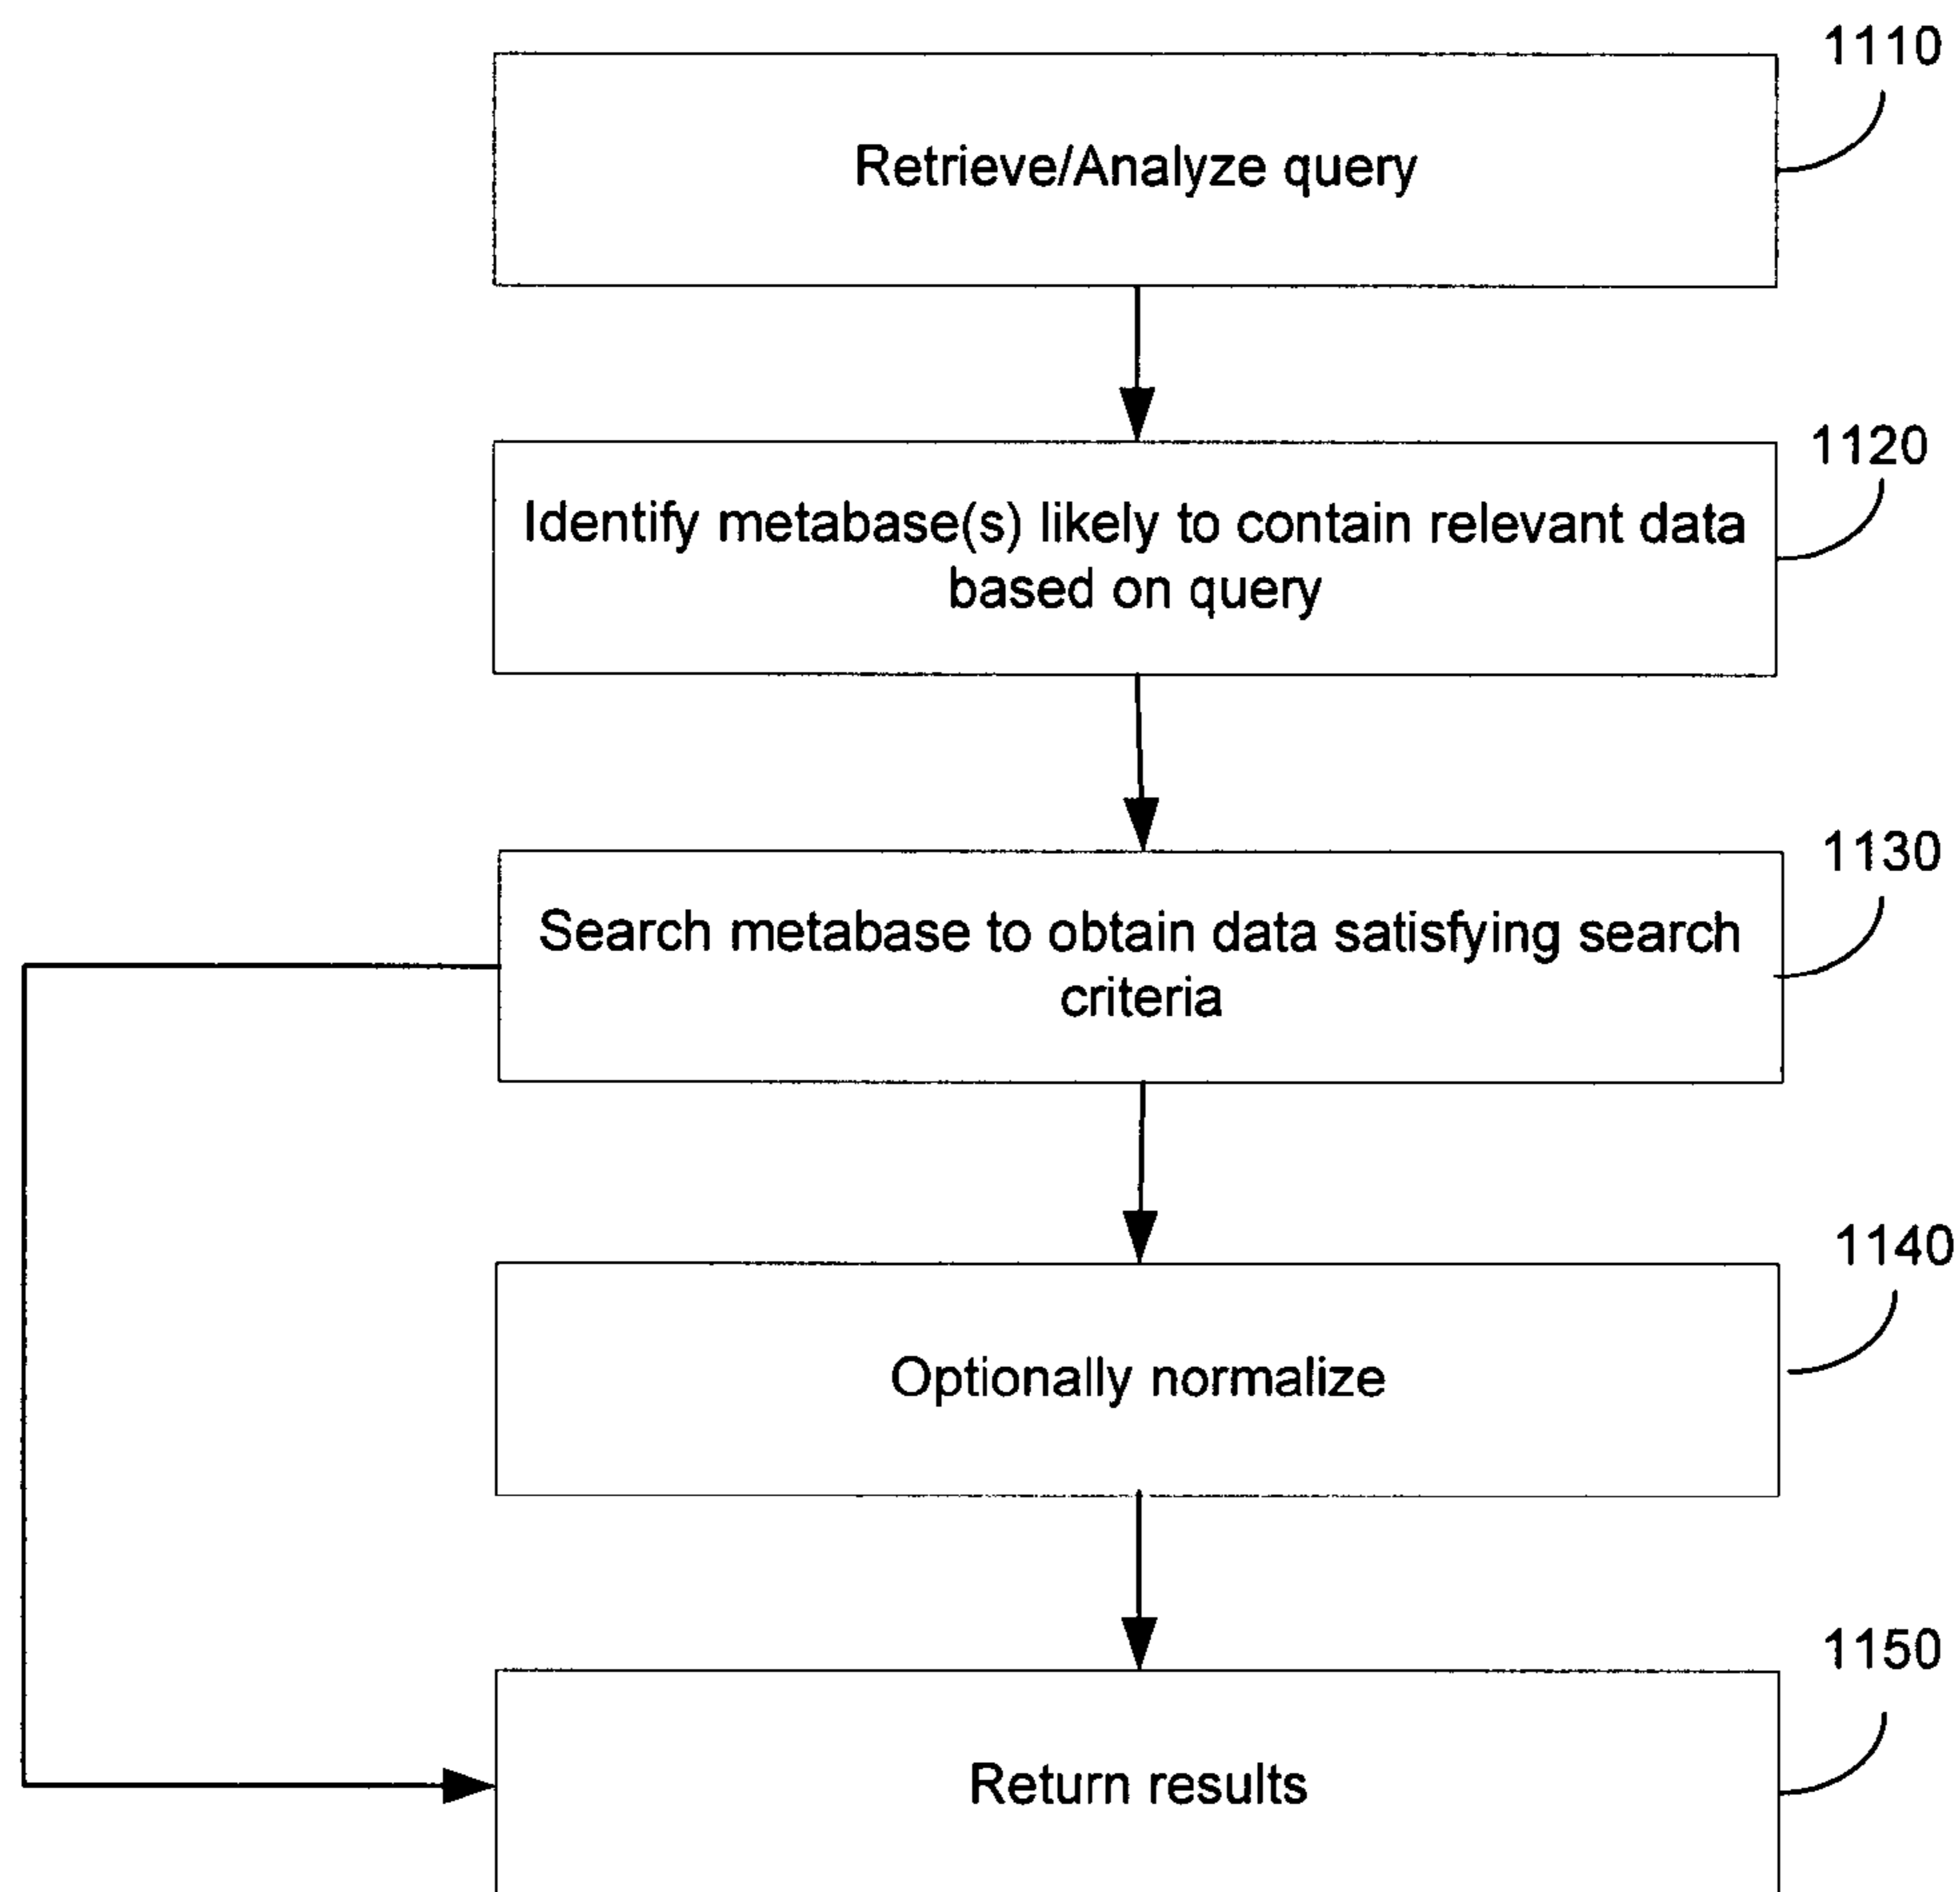 1110
Retrieve/Analyze query
1120
Identify metabase(s) likely to contain relevant data
based on query
1130
Search metabase to obtain data satisfying search
criteria
1140
Optionally normalize
1150
Return results